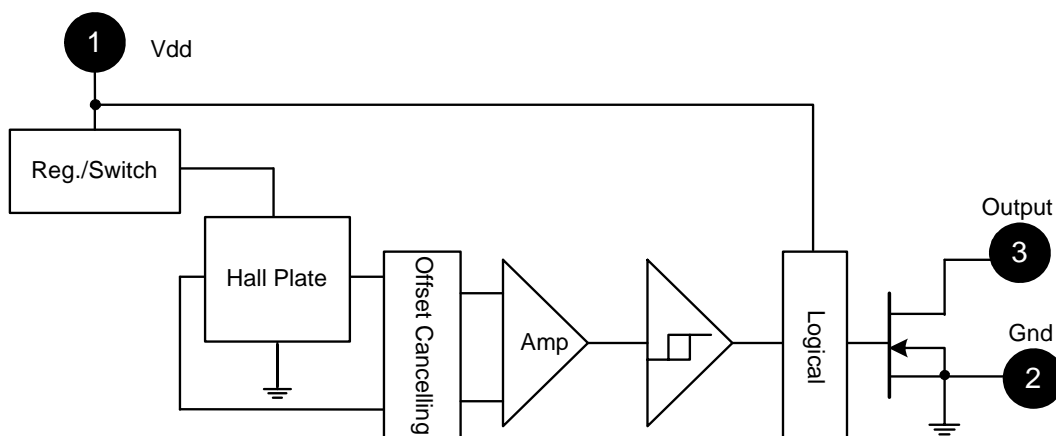 1
Vdd
Reg./Switch
Output
3
Hall Plate
Offset Cancelling
Amp
Logical
Gnd
2